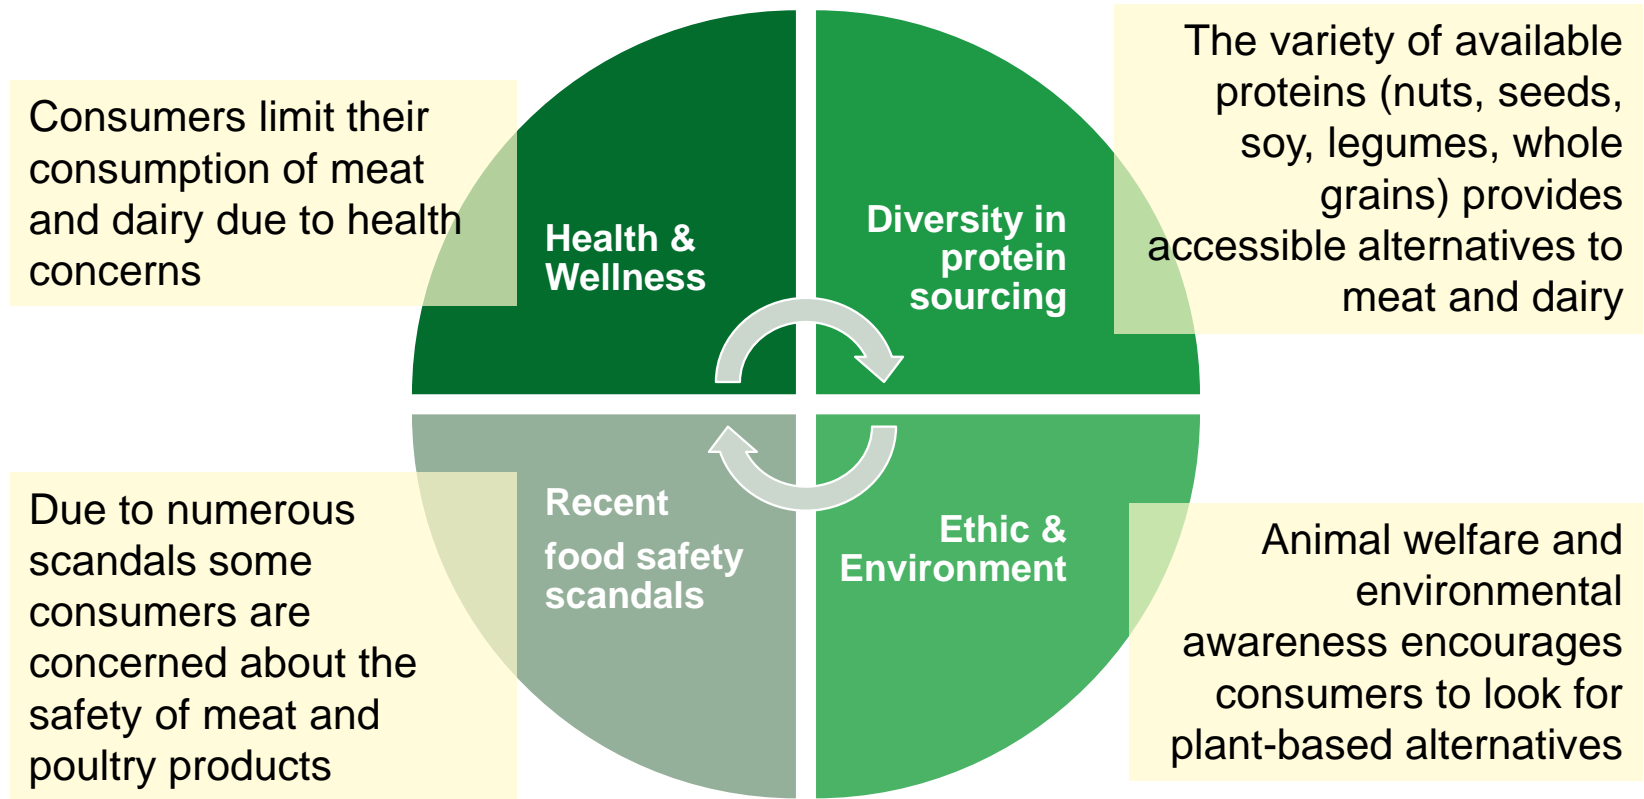 Consumers limit their
consumption of meat
and dairy due to health
concerns
Health &
Wellness
Diversity in
protein
sourcing
The variety of available
proteins (nuts, seeds,
soy, legumes, whole
grains) provides
accessible alternatives to
meat and dairy
Due to numerous
scandals some
consumers are
concerned about the
safety of meat and
poultry products
Recent
food safety
scandals
Ethic &
Environment
Animal welfare and
environmental
awareness encourages
consumers to look for
plant-based alternatives